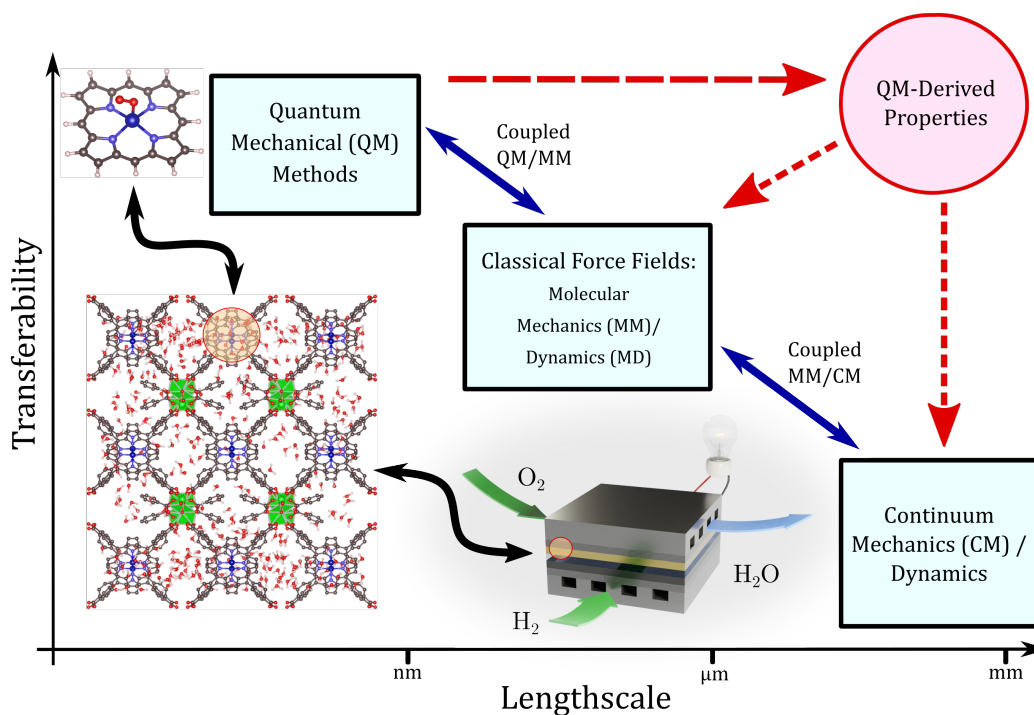 Quantum
Mechanical (QM)
Methods
QM-Derived
Properties
Coupled
QM/MM
Classical Force Fields:
Molecular
Mechanics (MM)/
Dynamics (MD)
Coupled
MM/CM
Continuum
Mechanics (CM) /
Dynamics
O₂
H₂O
H₂
Transferability
nm
μm
mm
Lengthscale